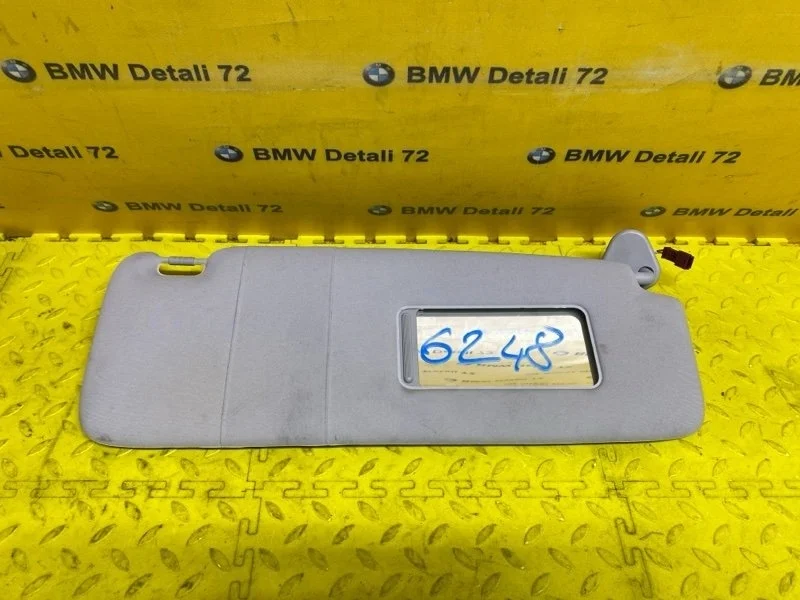 BMW Detali 72 BMW Detali 72
Detali 72 BMW Detali 72 BMW Detali 72
BMW Detali 72 BMW Detali 72 BMW Detali 72
6248